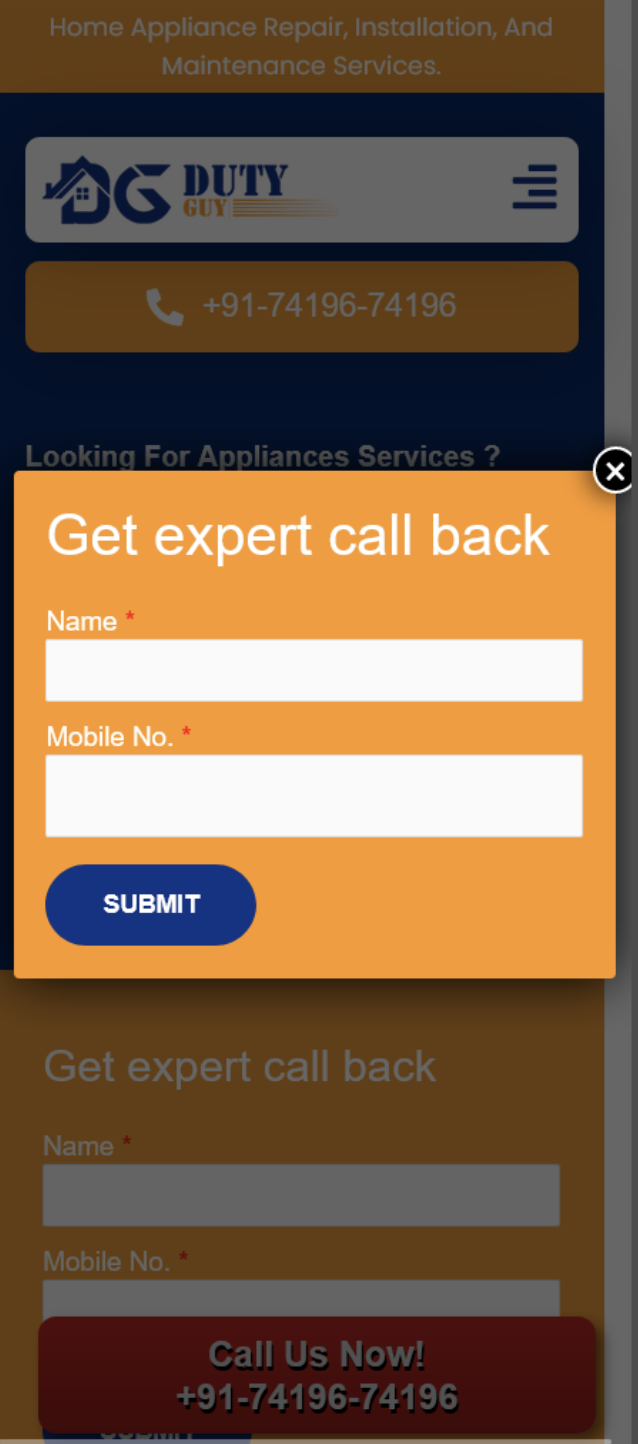 Home Appliance Repair, Installation, And
Maintenance Services.
DG DUTY
GUY
+91-74196-74196
Looking For Appliances Services ?
Get expert call back
Name *
Mobile No. *
SUBMIT
Get expert call back
Name *
Mobile No. *
Call Us Now!
+91-74196-74196
SUBMIT